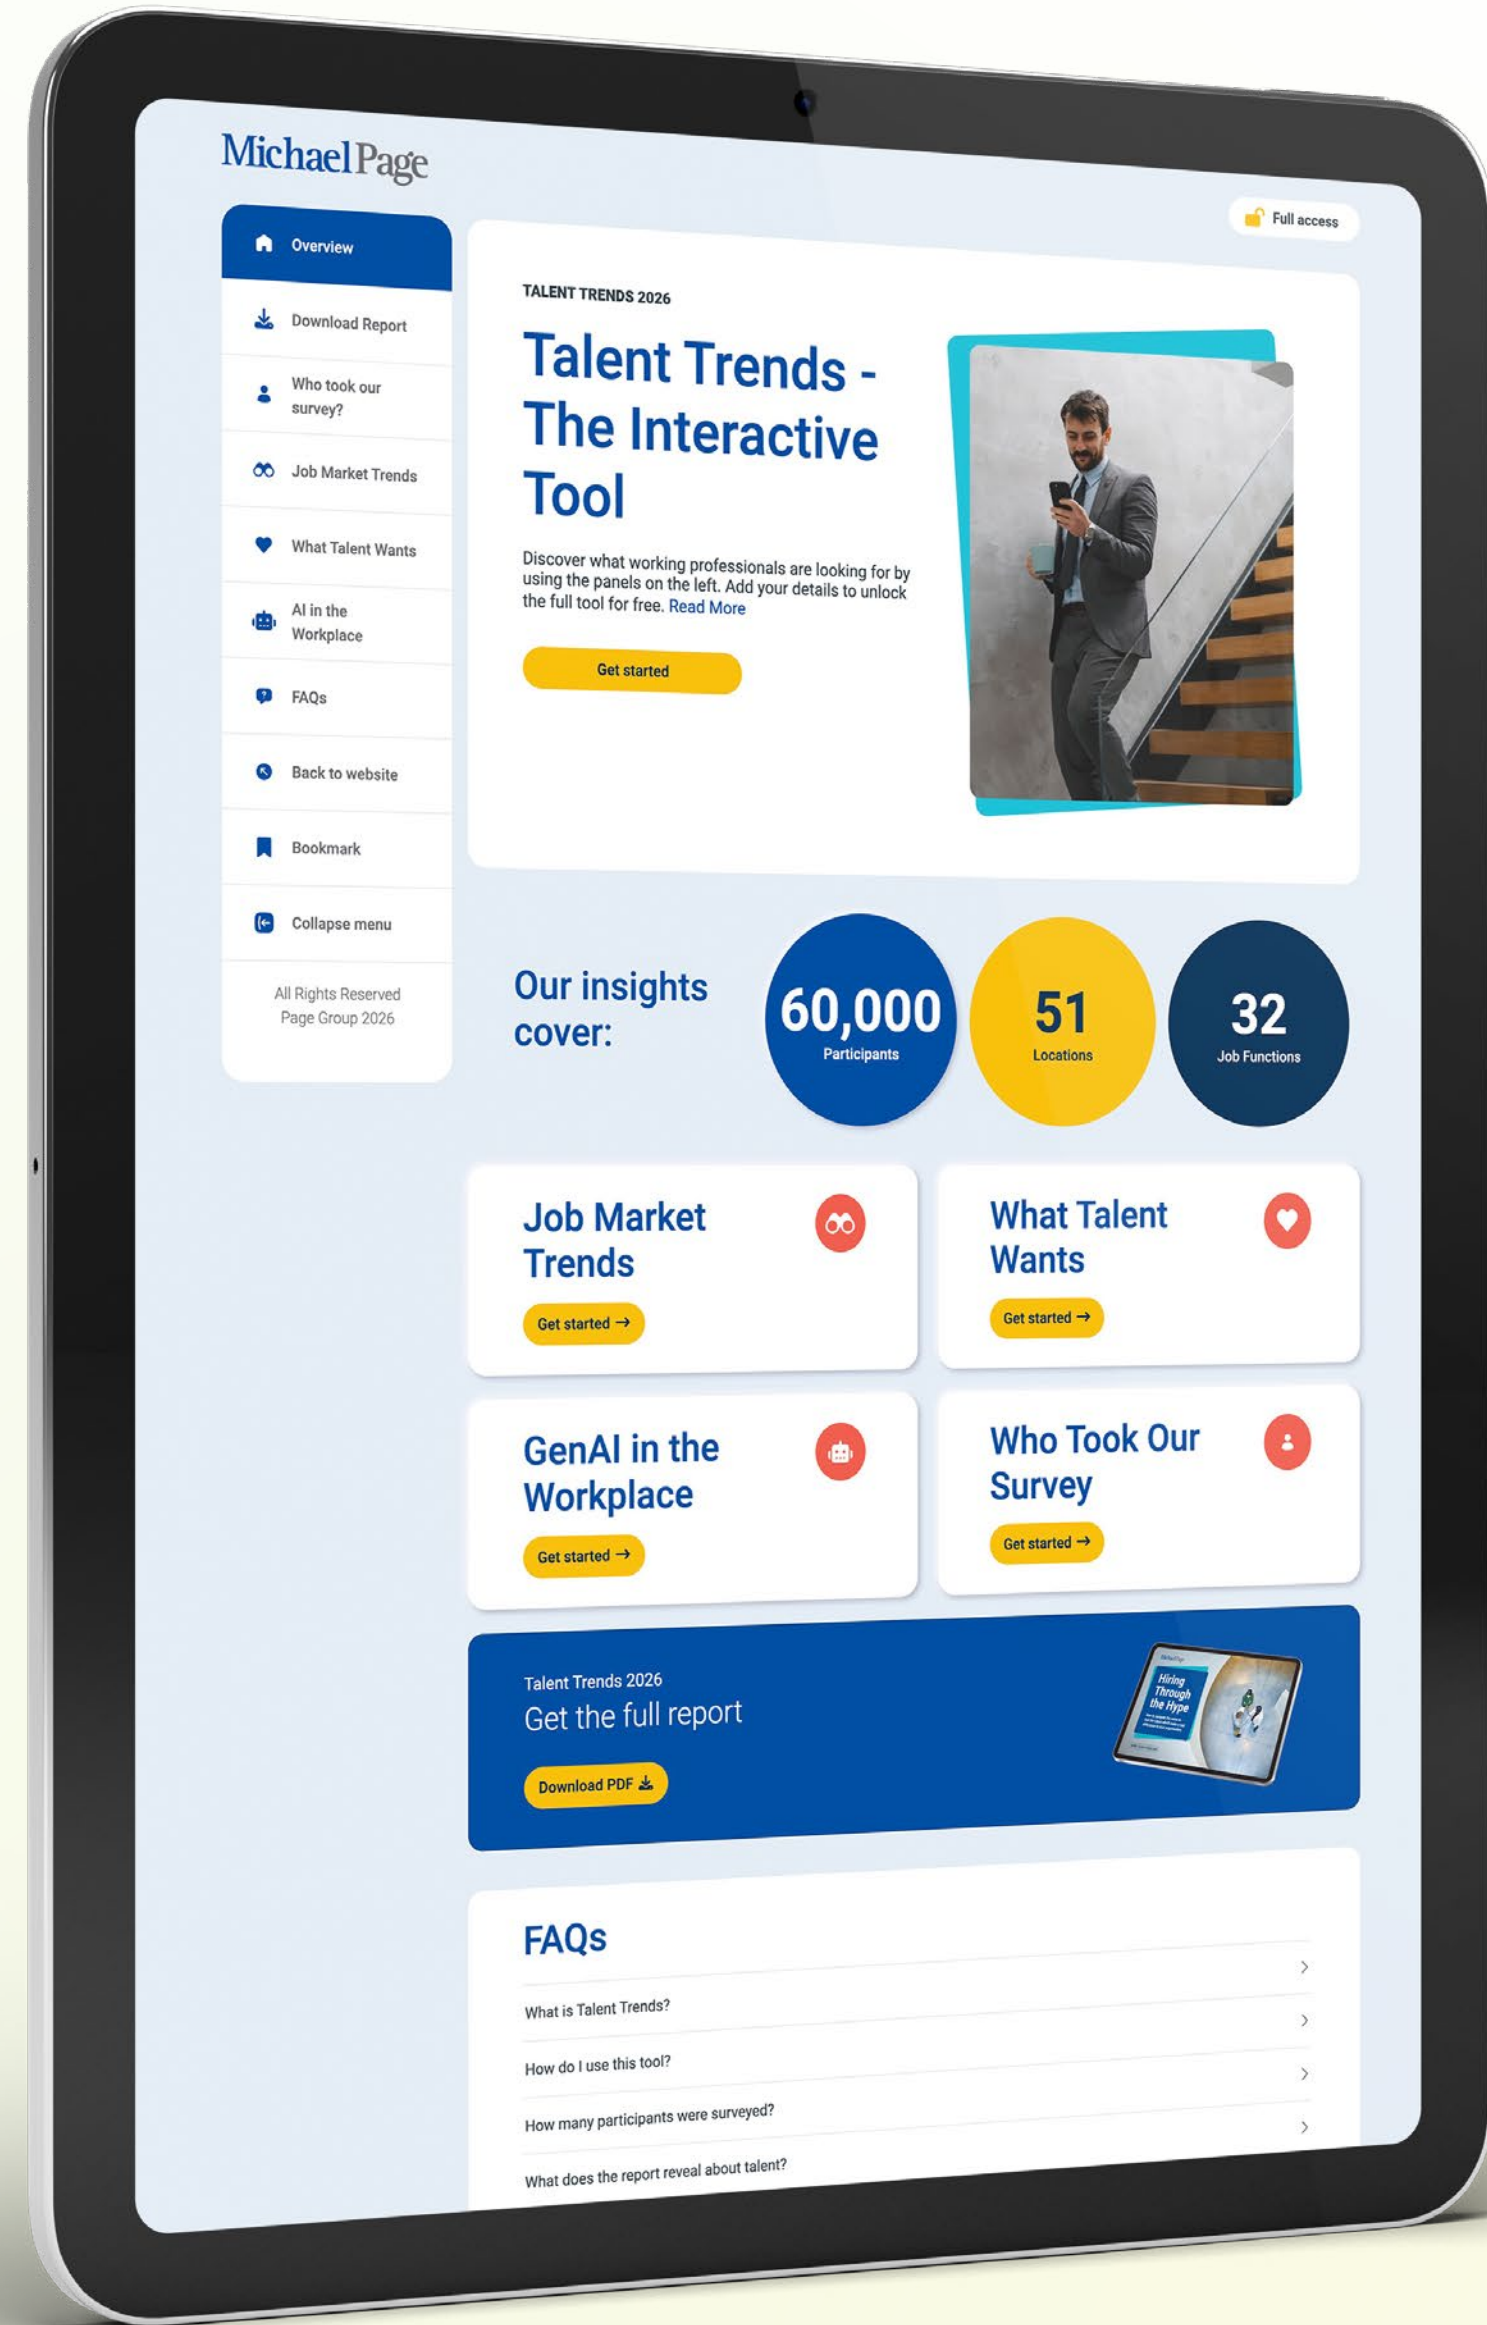 MichaelPage
Full access
Overview
Download Report
Who took our
survey?
Job Market Trends
What Talent Wants
AI in the
Workplace
FAQs
Back to website
Bookmark
Collapse menu
All Rights Reserved
Page Group 2026
TALENT TRENDS 2026
Talent Trends -
The Interactive
Tool
Discover what working professionals are looking for by
using the panels on the left. Add your details to unlock
the full tool for free. Read More
Get started
Our insights
cover:
60,000
Participants
51
Locations
32
Job Functions
Job Market
Trends
Get started →
What Talent
Wants
Get started →
GenAI in the
Workplace
Get started →
Who Took Our
Survey
Get started →
Talent Trends 2026
Get the full report
Download PDF
Hiring
Through
the Hype
FAQs
What is Talent Trends?
How do I use this tool?
How many participants were surveyed?
What does the report reveal about talent?